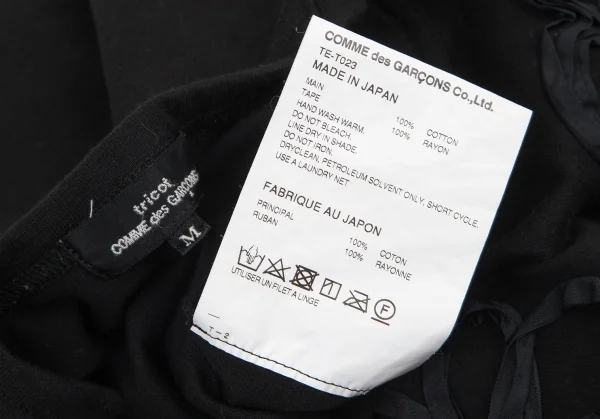 COMME des GARÇONS Co.,Ltd.
TE-T023
MADE IN JAPAN
MAIN 100% COTTON
TAPE 100% RAYON
HAND WASH WARM.
DO NOT BLEACH.
LINE DRY IN SHADE.
DO NOT IRON.
DRYCLEAN, PETROLEUM SOLVENT ONLY, SHORT CYCLE.
USE A LAUNDRY NET
FABRIQUE AU JAPON
PRINCIPAL 100% COTON
RUBAN 100% RAYONNE
F
UTILISER UN FILET A LINGE
T-2
tricot
COMME des GARÇONS
M